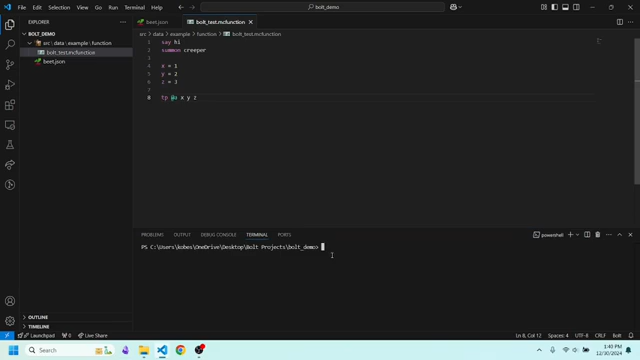 File Edit Selection View Go Run Terminal Help
bolt_demo
EXPLORER
beet.json
bolt_test.mcfunction
BOLT_DEMO
src > data > example > function > bolt_test.mcfunction
src \ data \ example \ function
bolt_test.mcfunction
beet.json
1 say hi
2 summon creeper
3
4 x = 1
5 y = 2
6 z = 3
7
8 tp @a x y z
PROBLEMS OUTPUT DEBUG CONSOLE TERMINAL PORTS
powershell
PS C:\Users\kobes\OneDrive\Desktop\Bolt Projects\bolt_demo>
OUTLINE
TIMELINE
Launchpad 0 Live Share
Ln 8, Col 12 Spaces: 4 UTF-8 CRLF Bolt
Search
1:40 PM
12/30/2024